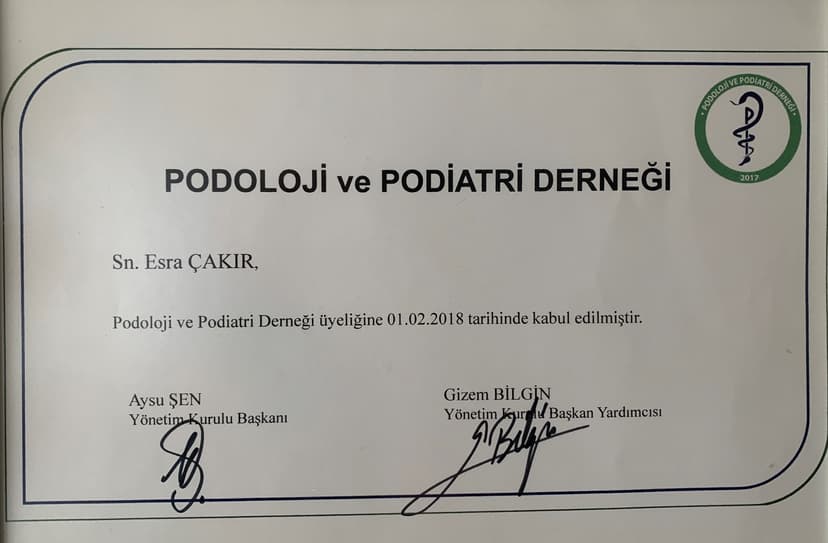 PODOLOJİ VE PODİATRİ DERNEĞİ
2017
PODOLOJİ ve PODİATRİ DERNEĞİ
Sn. Esra ÇAKIR,
Podoloji ve Podiatri Derneği üyeliğine 01.02.2018 tarihinde kabul edilmiştir.
Aysu ŞEN
Yönetim Kurulu Başkanı
Gizem BİLGİN
Yönetim Kurulu Başkan Yardımcısı